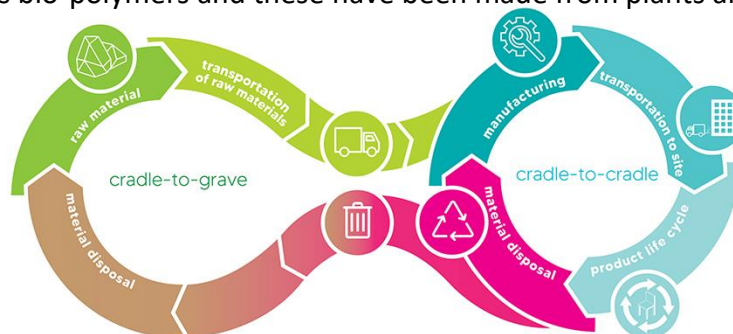 bio-polymers and these have been made from plants
raw material
transportation
of raw materials
manufacturing
transportation to site
cradle-to-grave
cradle-to-cradle
material disposal
material disposal
product life cycle